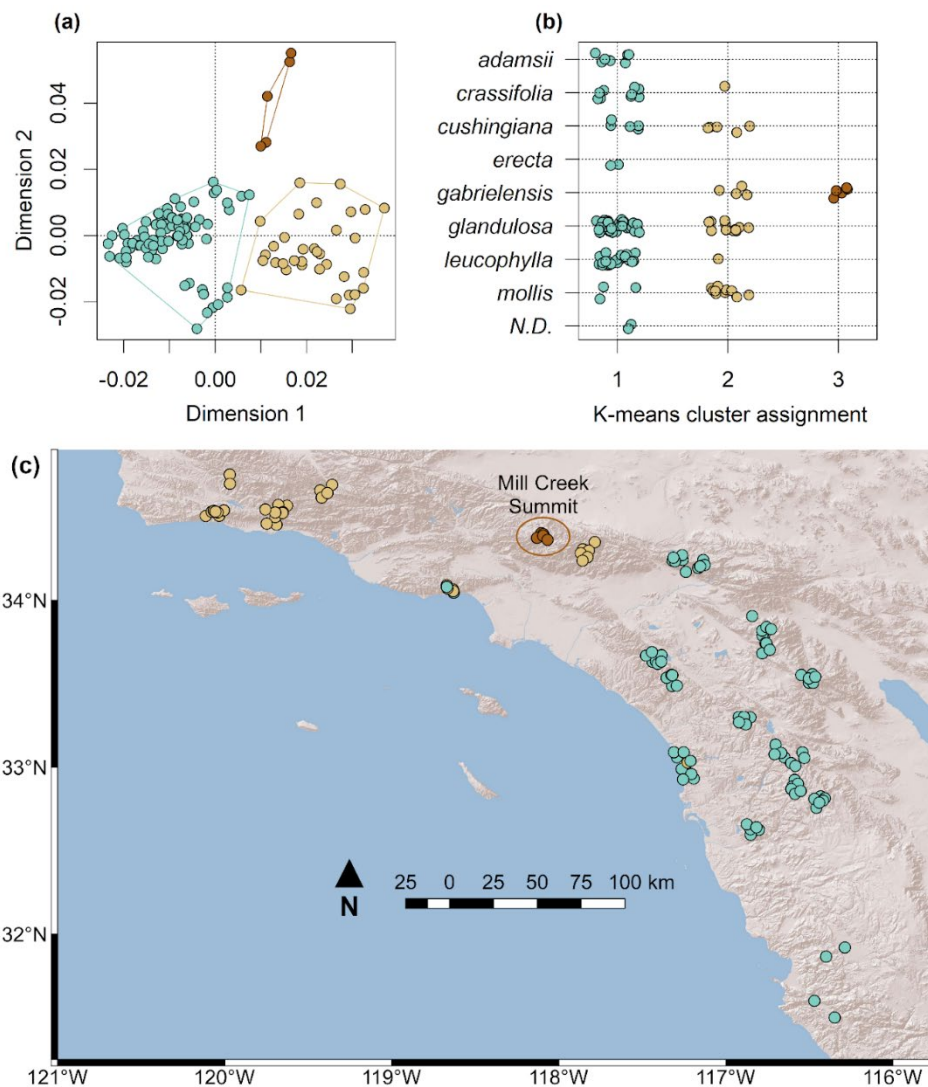 (a)
(b)
Dimension 2
0.04
0.02
0.00
-0.02
-0.02
0.00
0.02
Dimension 1
adamsii
crassifolia
cushingiana
erecta
gabrielensis
glandulosa
leucophylla
mollis
N.D.
1
2
3
K-means cluster assignment
(c)
Mill Creek
Summit
34°N
33°N
32°N
N
25 0 25 50 75 100 km
121°W
120°W
119°W
118°W
117°W
116°W